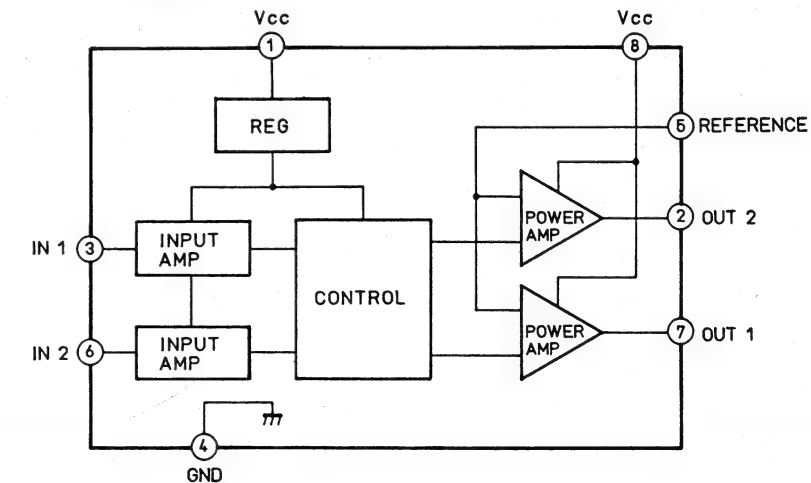 Vcc
Vcc
1
8
REG
5 REFERENCE
POWER
AMP
2 OUT 2
IN 1 3
INPUT
AMP
CONTROL
POWER
AMP
7 OUT 1
IN 2 6
INPUT
AMP
4
GND